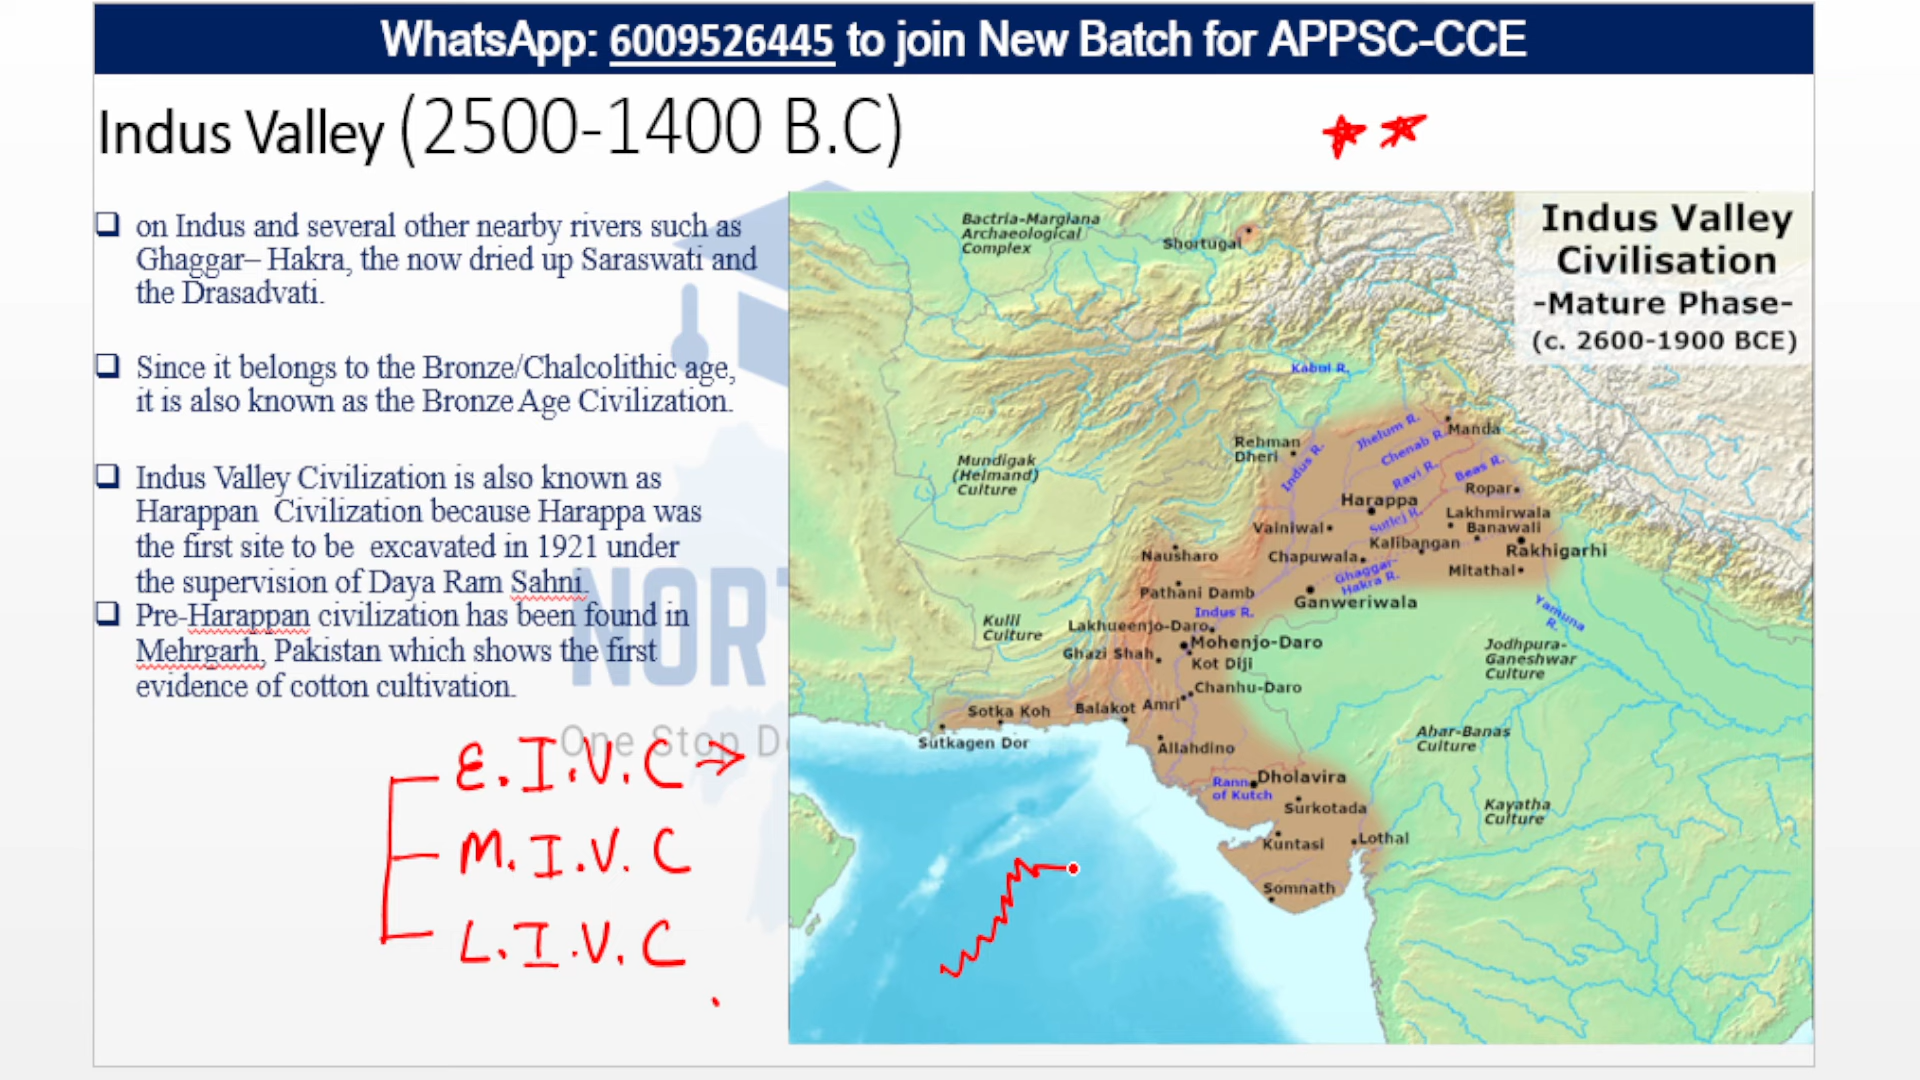 WhatsApp: 6009526445 to join New Batch for APPSC-CCE
Indus Valley (2500-1400 B.C)
on Indus and several other nearby rivers such as
Ghaggar– Hakra, the now dried up Saraswati and
the Drasadvati.
Since it belongs to the Bronze/Chalcolithic age,
it is also known as the Bronze Age Civilization.
Indus Valley Civilization is also known as
Harappan Civilization because Harappa was
the first site to be excavated in 1921 under
the supervision of Daya Ram Sahni.
Pre-Harappan civilization has been found in
Mehrgarh, Pakistan which shows the first
evidence of cotton cultivation.
NORT
One Stop De
E.I.V.C →
M.I.V.C
L.I.V.C
Indus Valley
Civilisation
-Mature Phase-
(c. 2600-1900 BCE)
Bactria-Margiana
Archaeological
Complex
Shortugal
Kabul R.
Rehman
Dheri
Indus R.
Jhelum R.
Chenab R.
Ravi R.
Beas R.
Sutlej R.
Manda
Mundigak
(Helmand)
Culture
Harappa
Ropar
Lakhmirwala
Banawali
Vainiwal
Kalibangan
Rakhigarhi
Nausharo
Chapuwala
Mitathal
Ghaggar-
Hakra R.
Pathani Damb
Ganweriwala
Indus R.
Yamuna
R.
Kulli
Culture
Lakhueenjo-Daro
Mohenjo-Daro
Ghazi Shah
Kot Diji
Jodhpura-
Ganeshwar
Culture
Chanhu-Daro
Sotka Koh
Balakot
Amri
Sutkagen Dor
Allahdino
Ahar-Banas
Culture
Rann
of Kutch
Dholavira
Surkotada
Kayatha
Culture
Kuntasi
Lothal
Somnath